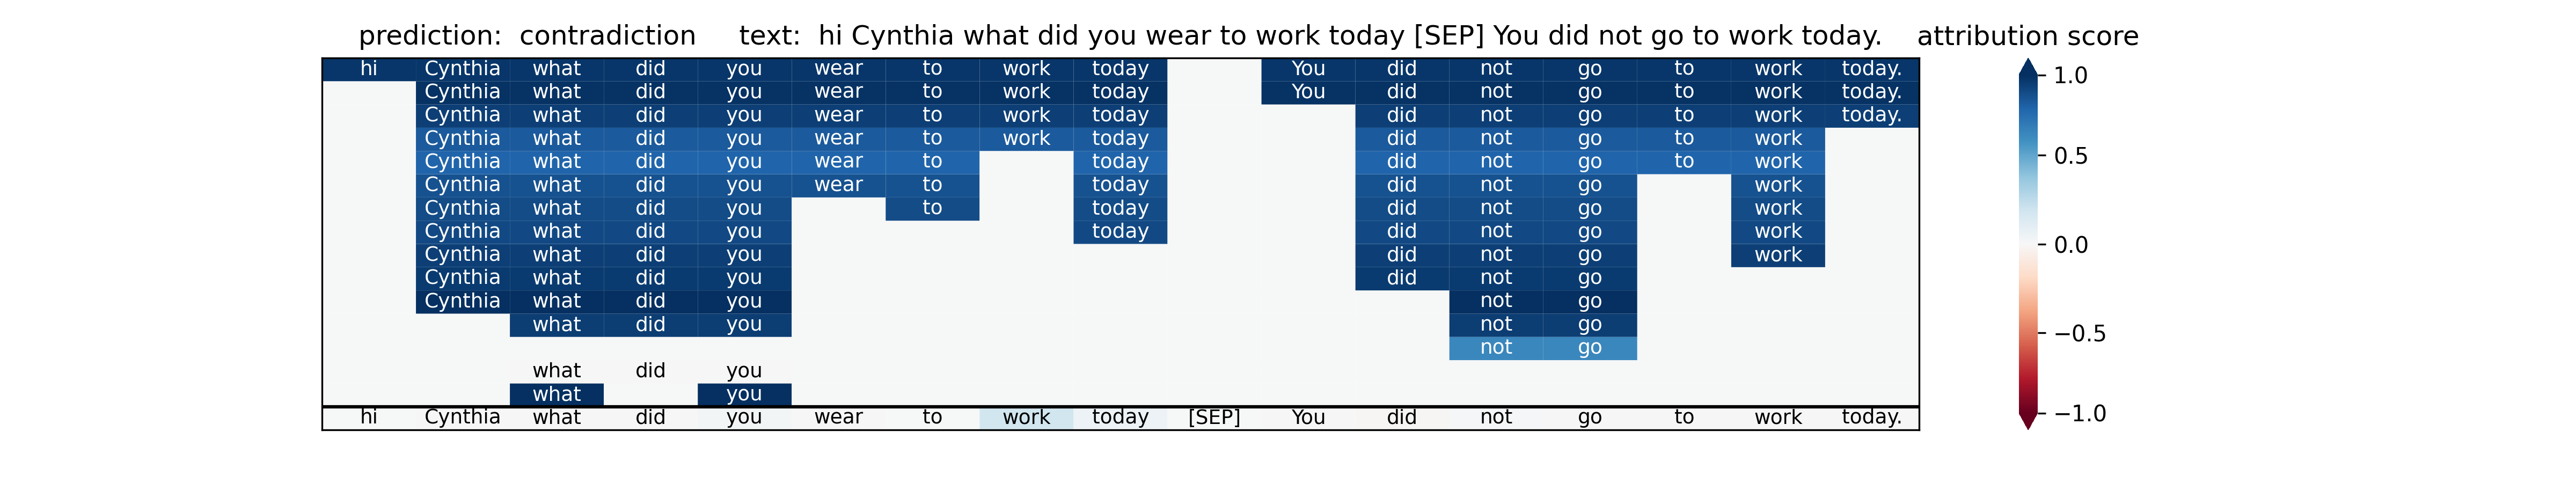 prediction: contradiction text: hi Cynthia what did you wear to work today [SEP] You did not go to work today. attribution score
hi Cynthia what did you wear to work today You did not go to work today. 1.0
Cynthia what did you wear to work today You did not go to work today.
Cynthia what did you wear to work today did not go to work today.
Cynthia what did you wear to work today did not go to work
Cynthia what did you wear to today did not go to work 0.5
Cynthia what did you wear to today did not go work
Cynthia what did you to today did not go work
Cynthia what did you today did not go work
Cynthia what did you did not go work 0.0
Cynthia what did you did not go
Cynthia what did you not go
what did you not go −0.5
not go
what did you
what you
hi Cynthia what did you wear to work today [SEP] You did not go to work today. −1.0